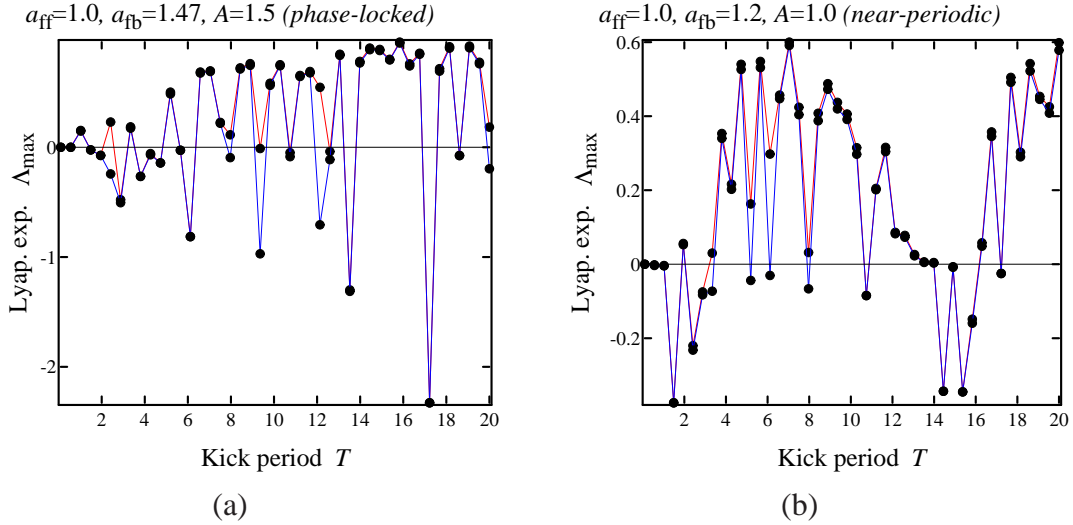 a_ff=1.0, a_fb=1.47, A=1.5 (phase-locked)
Lyap. exp. Λ_max
0
-1
-2
2 4 6 8 10 12 14 16 18 20
Kick period T
(a)
a_ff=1.0, a_fb=1.2, A=1.0 (near-periodic)
Lyap. exp. Λ_max
0.6
0.4
0.2
0
-0.2
2 4 6 8 10 12 14 16 18 20
Kick period T
(b)